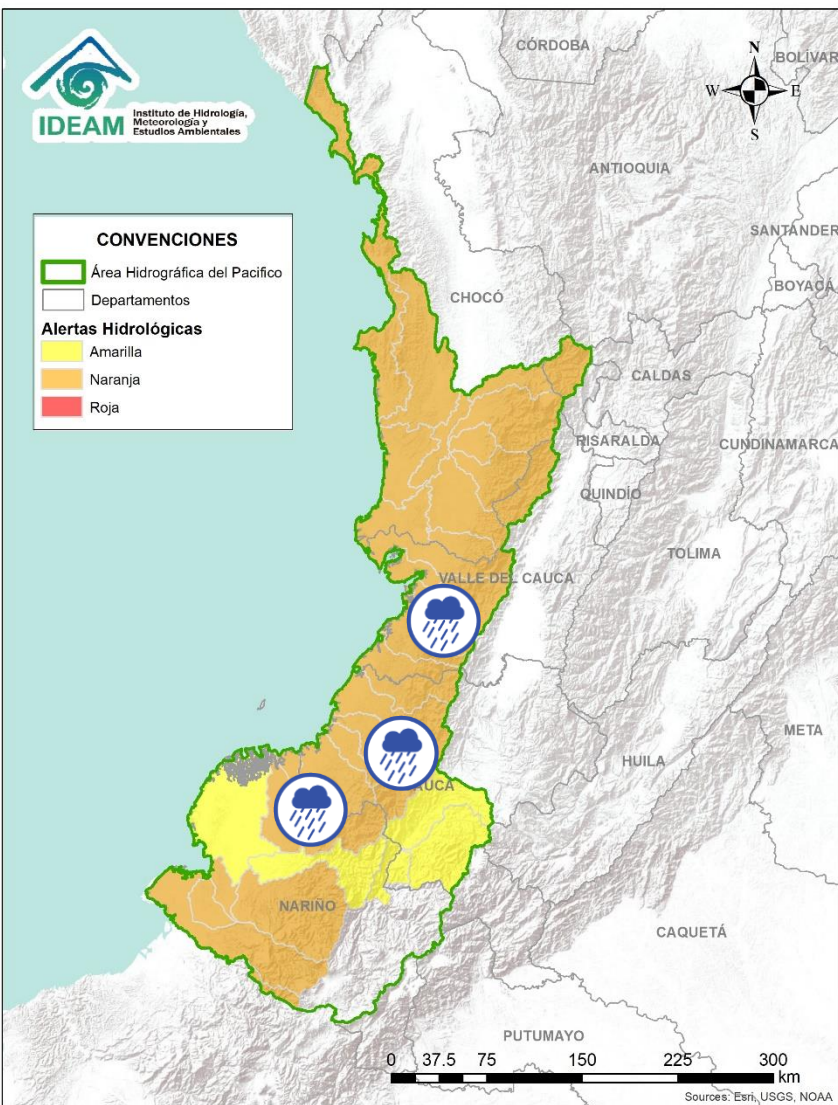 IDEAM
Instituto de Hidrología,
Meteorología y
Estudios Ambientales
CONVENCIONES
Área Hidrográfica del Pacifico
Departamentos
Alertas Hidrológicas
Amarilla
Naranja
Roja
N
W
E
S
CÓRDOBA
BOLÍVAR
ANTIOQUIA
SANTANDER
BOYACÁ
CHOCÓ
CALDAS
RISARALDA
CUNDINAMARCA
QUINDÍO
TOLIMA
VALLE DEL CAUCA
META
HUILA
AUCA
NARIÑO
CAQUETÁ
PUTUMAYO
0 37.5 75 150 225 300
km
Sources: Esri, USGS, NOAA